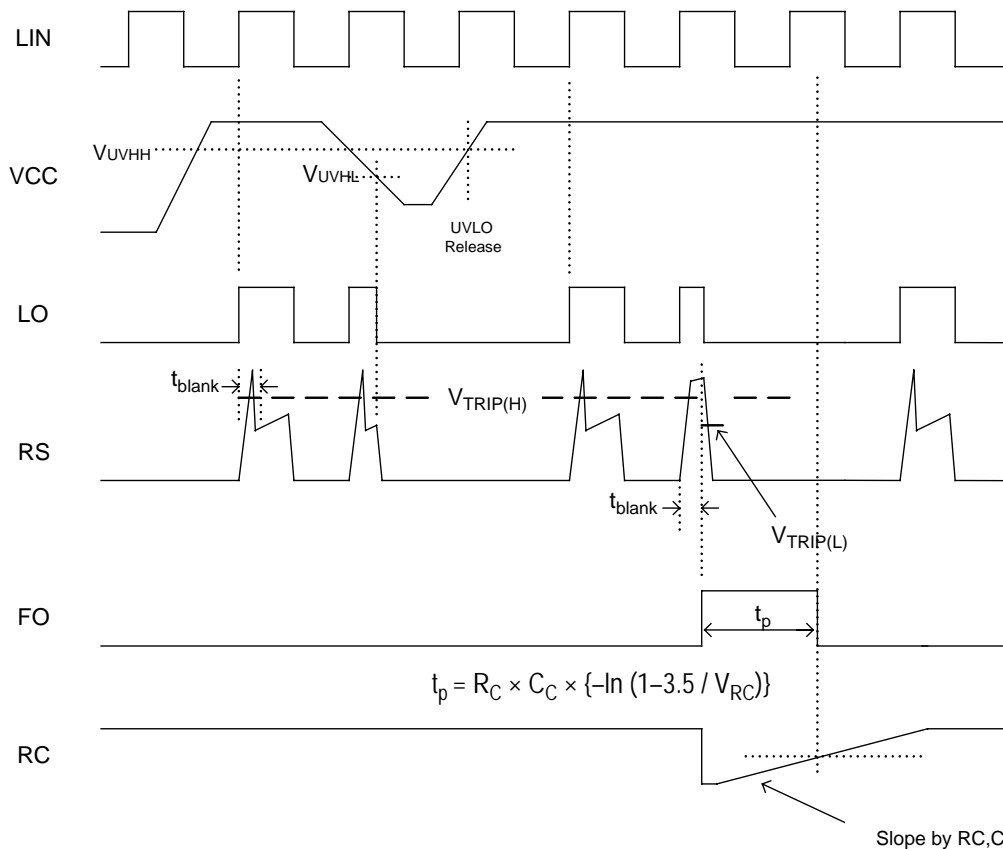 LIN
VUVHH
VCC
VUVHL
UVLO
Release
LO
tblank
VTRIP(H)
RS
tblank
VTRIP(L)
FO
tp
tp = RC × CC × {–ln (1–3.5 / VRC)}
RC
Slope by RC,C